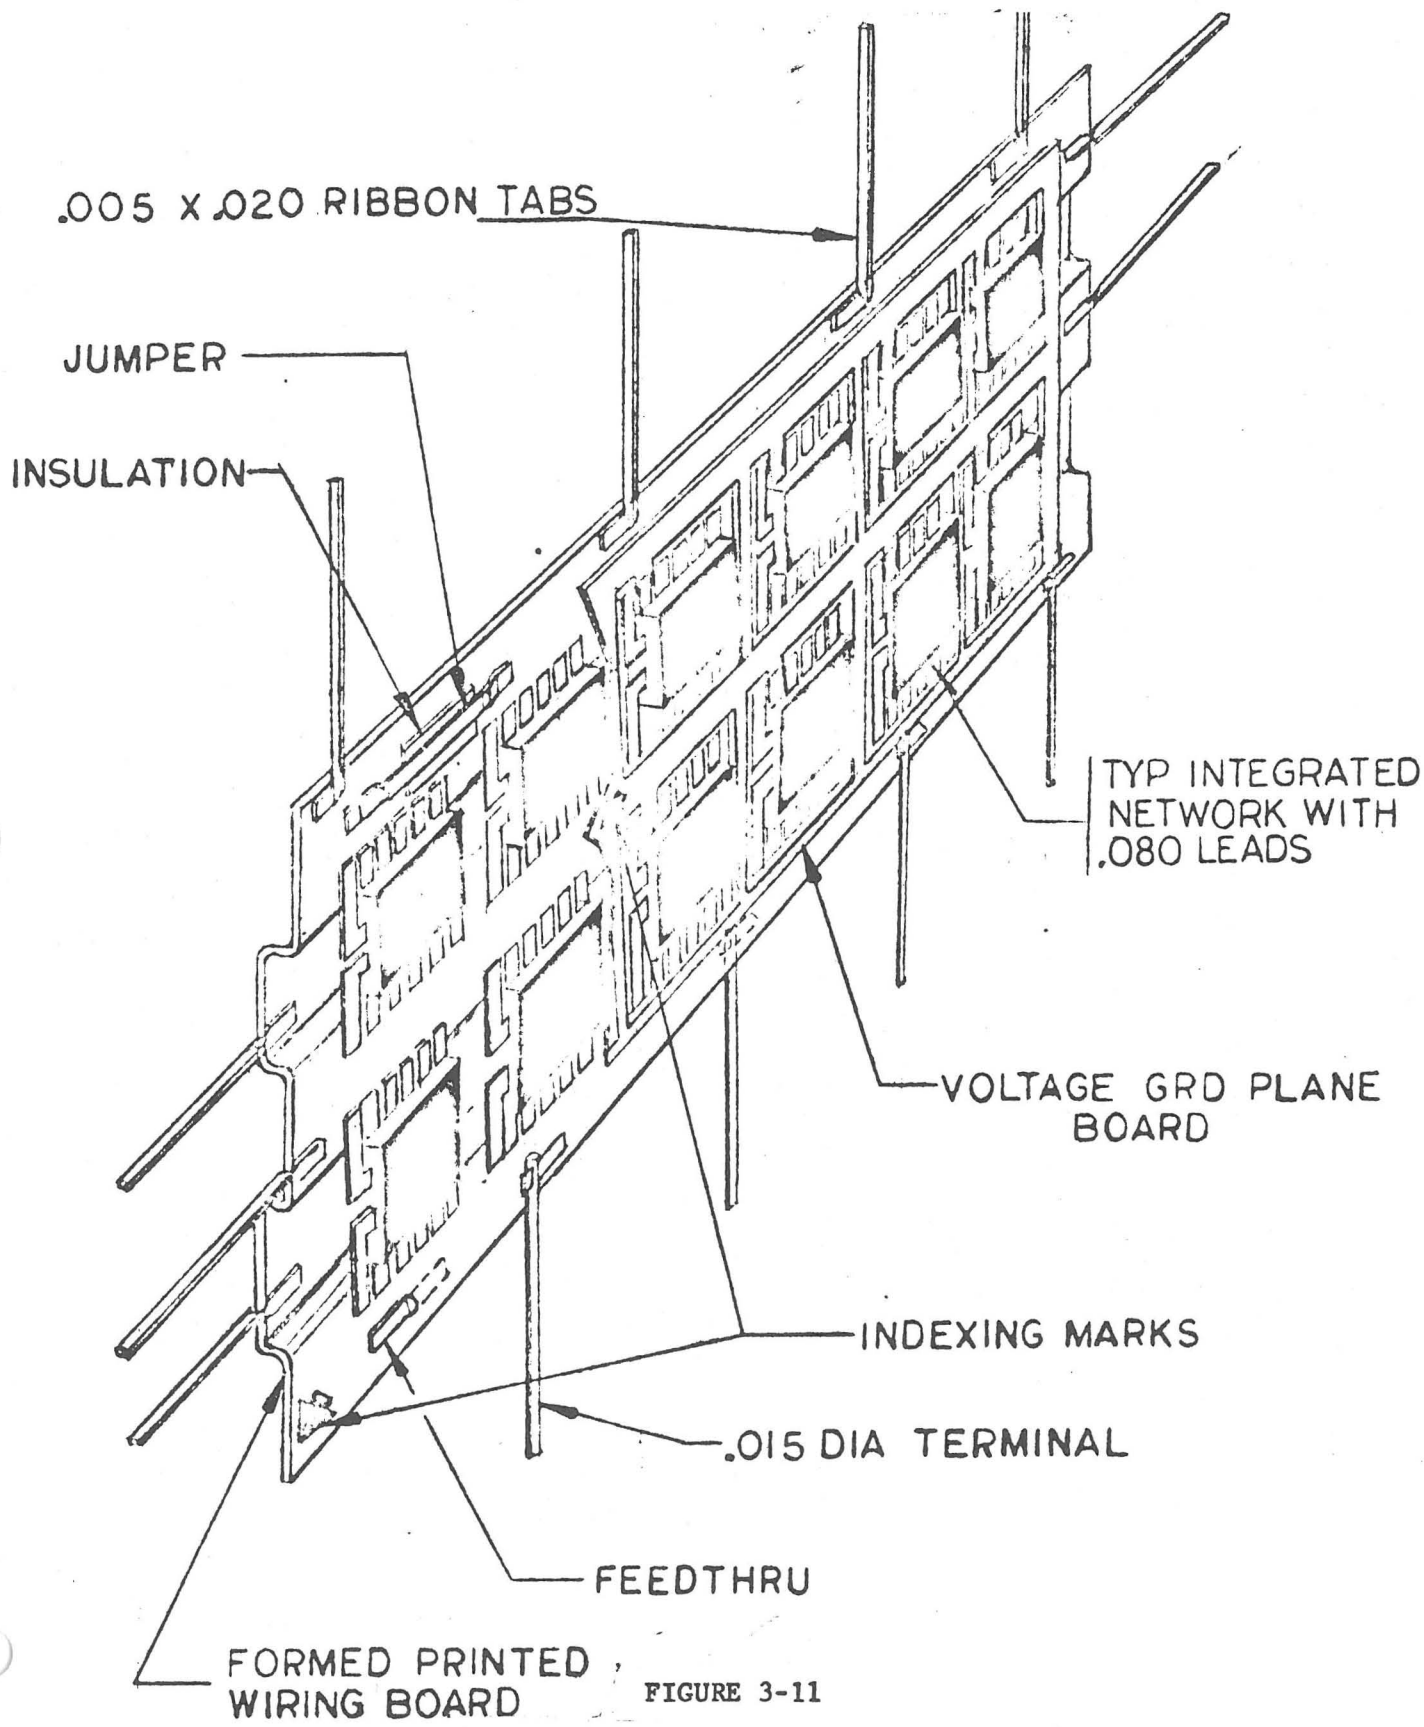 .005 X .020 RIBBON TABS
JUMPER
INSULATION
TYP INTEGRATED
NETWORK WITH
.080 LEADS
VOLTAGE GRD PLANE
BOARD
INDEXING MARKS
.015 DIA TERMINAL
FEEDTHRU
FORMED PRINTED
WIRING BOARD
FIGURE 3-11